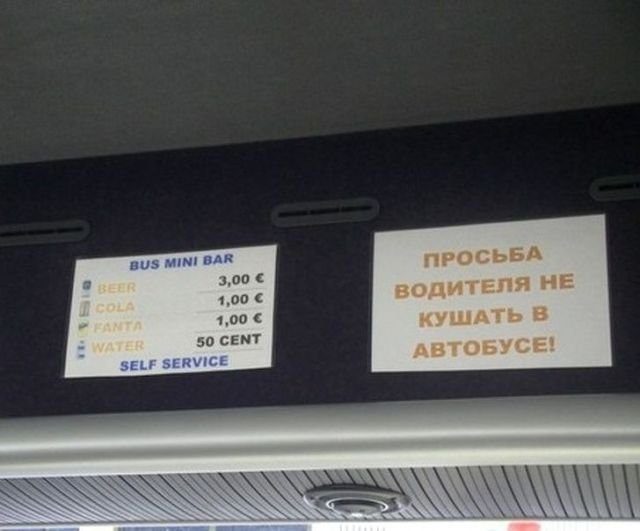 BUS MINI BAR
BEER 3,00 €
COLA 1,00 €
FANTA 1,00 €
WATER 50 CENT
SELF SERVICE
ПРОСЬБА
ВОДИТЕЛЯ НЕ
КУШАТЬ В
АВТОБУСЕ!